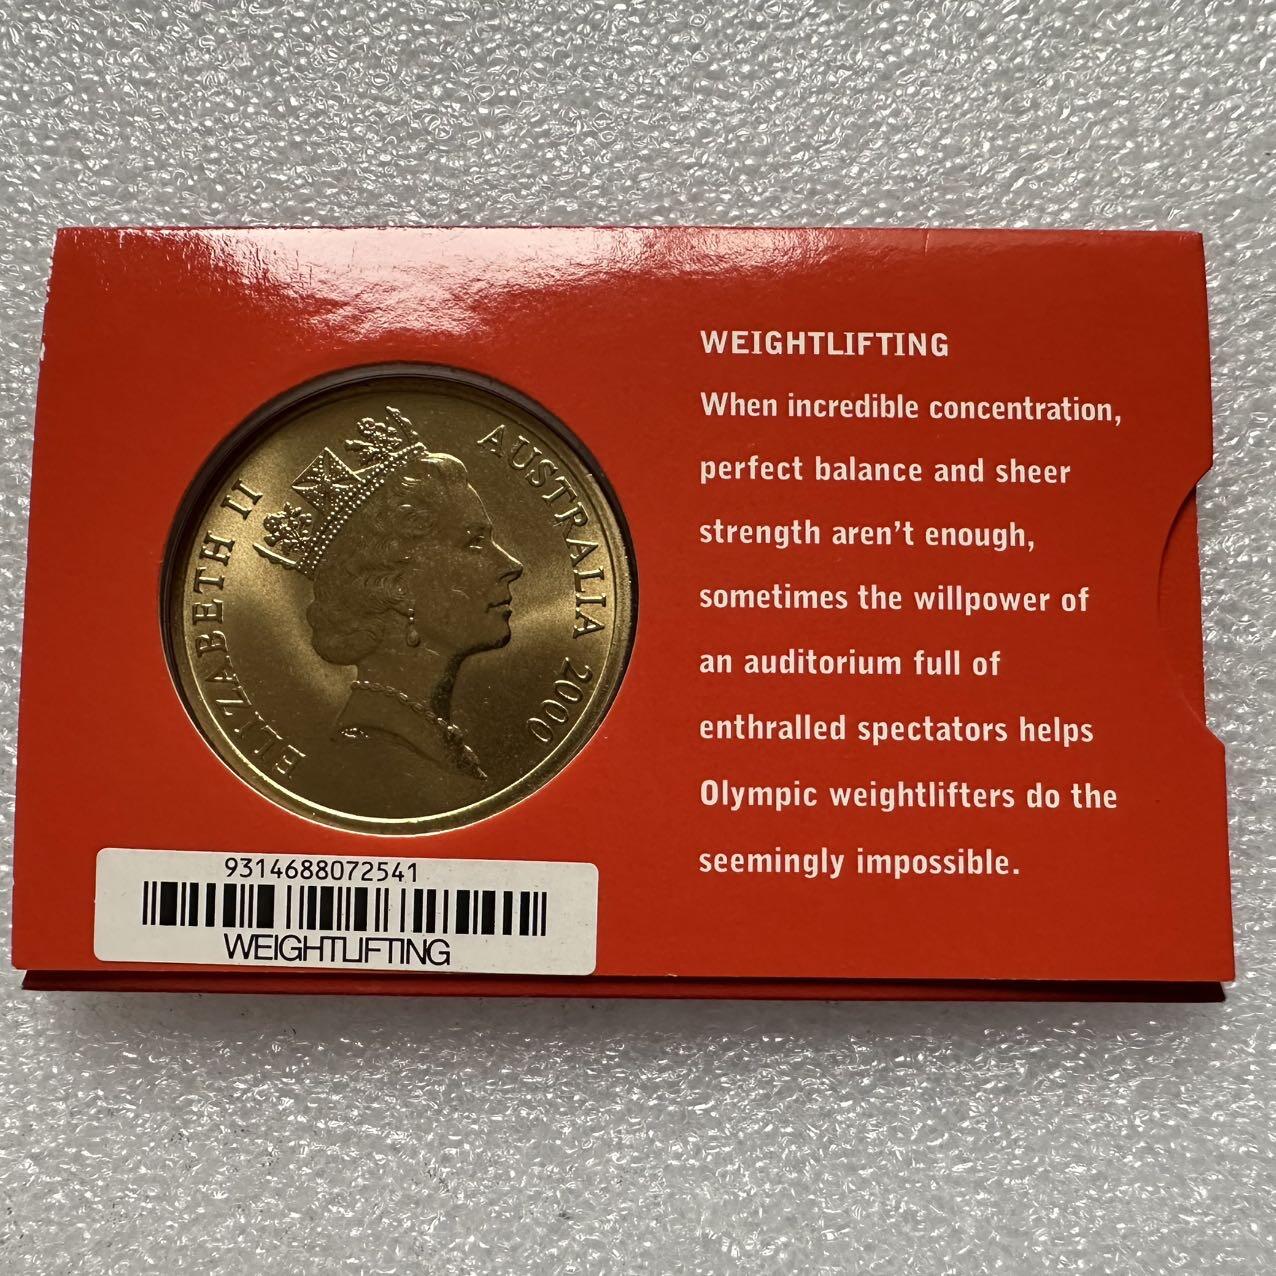 ELIZABETH II
AUSTRALIA 2000
WEIGHTLIFTING
When incredible concentration,
perfect balance and sheer
strength aren't enough,
sometimes the willpower of
an auditorium full of
enthralled spectators helps
Olympic weightlifters do the
seemingly impossible.
9314688072541
WEIGHTLIFTING